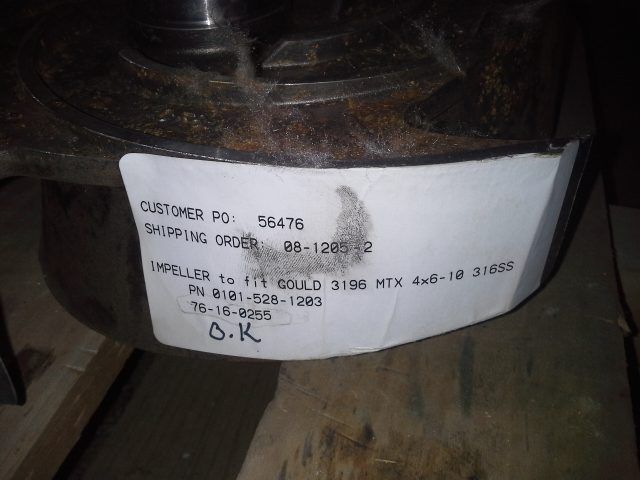 CUSTOMER PO: 56476
SHIPPING ORDER: 08-1205-2
IMPELLER to fit GOULD 3196 MTX 4x6-10 316SS
PN 0101-528-1203
76-16-0255
B.K